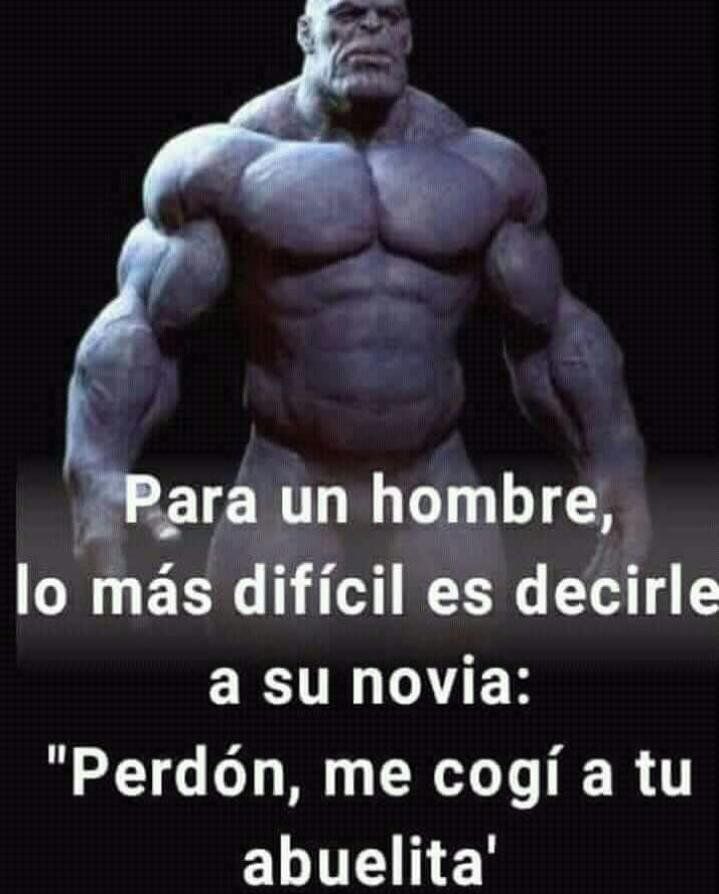 Para un hombre,
lo más difícil es decirle
a su novia:
"Perdón, me cogí a tu
abuelita'